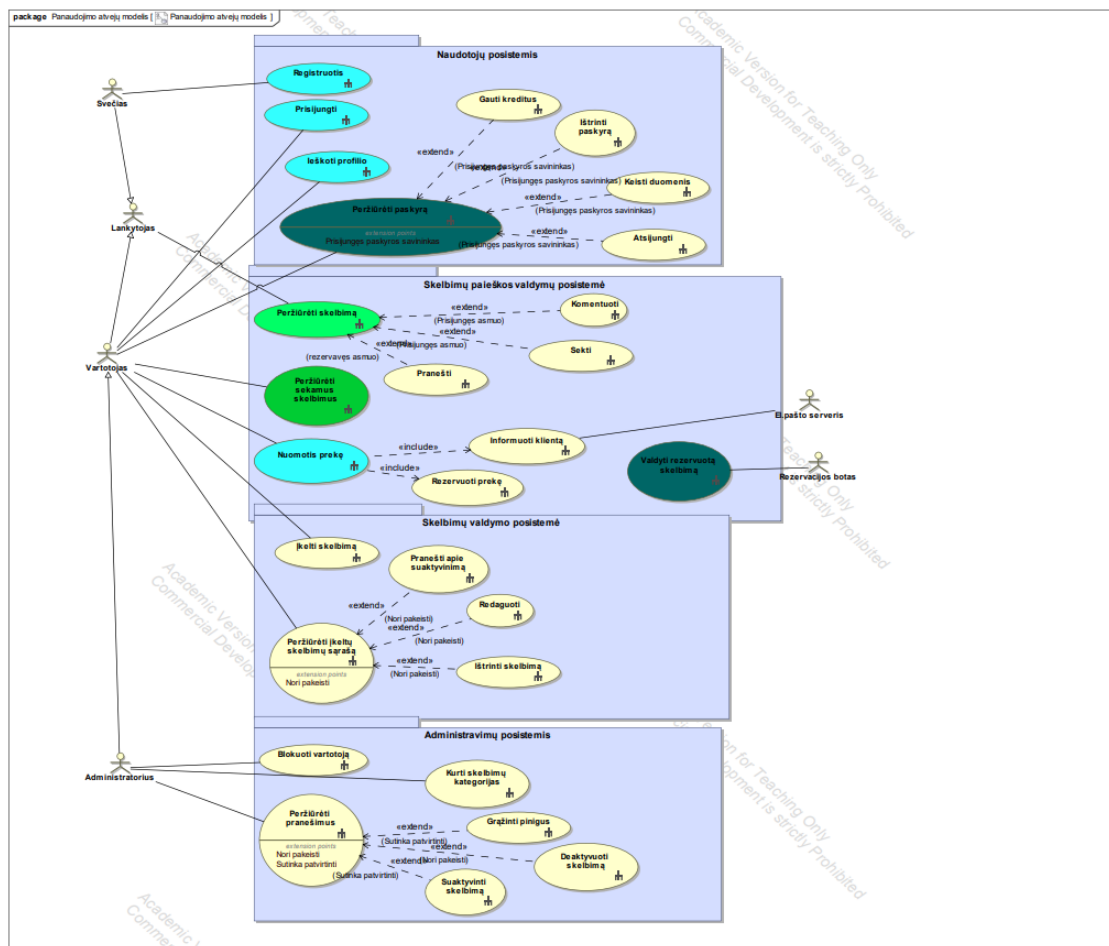 package Panaudojimo atvejų modelis [ Panaudojimo atvejų modelis ]
Academic Version for Teaching Only
Commercial Development is strictly Prohibited
Naudotojų posistemis
Registruotis
Prisijungti
Ieškoti profilio
Gauti kreditus
Ištrinti
paskyrą
Keisti duomenis
Atsijungti
Peržiūrėti paskyrą
extension points
Prisijungęs paskyros savininkas
«extend»
(Prisijungęs paskyros savininkas)
«extend»
(Prisijungęs paskyros savininkas)
«extend»
(Prisijungęs paskyros savininkas)
«extend»
(Prisijungęs paskyros savininkas)
Svečias
Lankytojas
Vartotojas
Skelbimų paieškos valdymų posistemė
Peržiūrėti skelbimą
Komentuoti
«extend»
(Prisijungęs asmuo)
«extend»
(Prisijungęs asmuo)
Sekti
«extend»
(rezervavęs asmuo)
Pranešti
Peržiūrėti
sekamus
skelbimus
Nuomotis prekę
«include»
Informuoti klientą
«include»
Rezervuoti prekę
Valdyti rezervuotą
skelbimą
El.pašto serveris
Rezervacijos botas
Skelbimų valdymo posistemė
Įkelti skelbimą
Pranešti apie
suaktyvinimą
«extend»
(Nori pakeisti)
Redaguoti
«extend»
(Nori pakeisti)
Peržiūrėti įkeltų
skelbimų sąrašą
extension points
Nori pakeisti
«extend»
(Nori pakeisti)
Ištrinti skelbimą
Administravimų posistemis
Administratorius
Blokuoti vartotoją
Kurti skelbimų
kategorijas
Peržiūrėti
pranešimus
extension points
Nori pakeisti
Sutinka patvirtinti
«extend»
(Sutinka patvirtinti)
Grąžinti pinigus
«extend»
(Nori pakeisti)
Deaktyvuoti
skelbimą
«extend»
(Sutinka patvirtinti)
Suaktyvinti
skelbimą